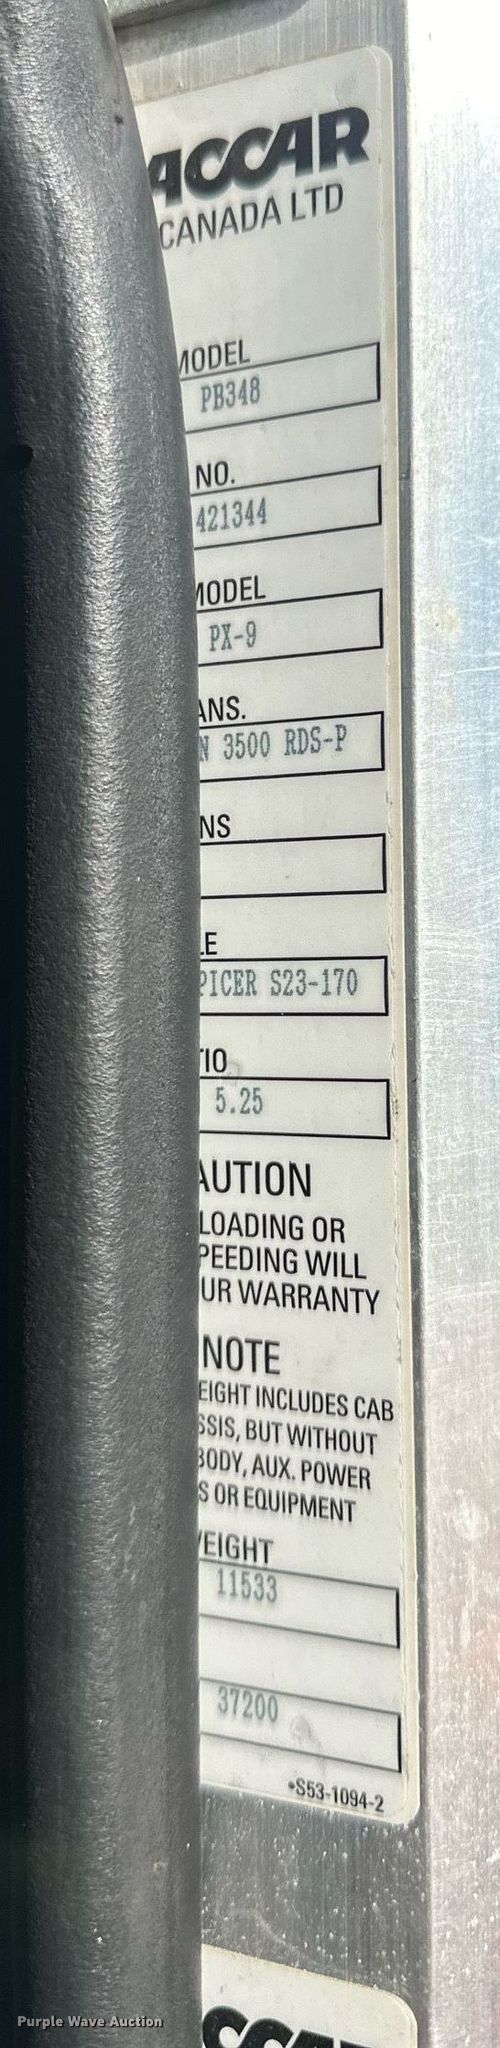 ACCAR
CANADA LTD
MODEL
PB348
NO.
421344
MODEL
PX-9
ANS.
N 3500 RDS-P
NS
LE
PICER S23-170
TIO
5.25
AUTION
LOADING OR
PEEDING WILL
UR WARRANTY
NOTE
EIGHT INCLUDES CAB
SSIS, BUT WITHOUT
BODY, AUX. POWER
S OR EQUIPMENT
WEIGHT
11533
37200
•S53-1094-2
CCAR
Purple Wave Auction